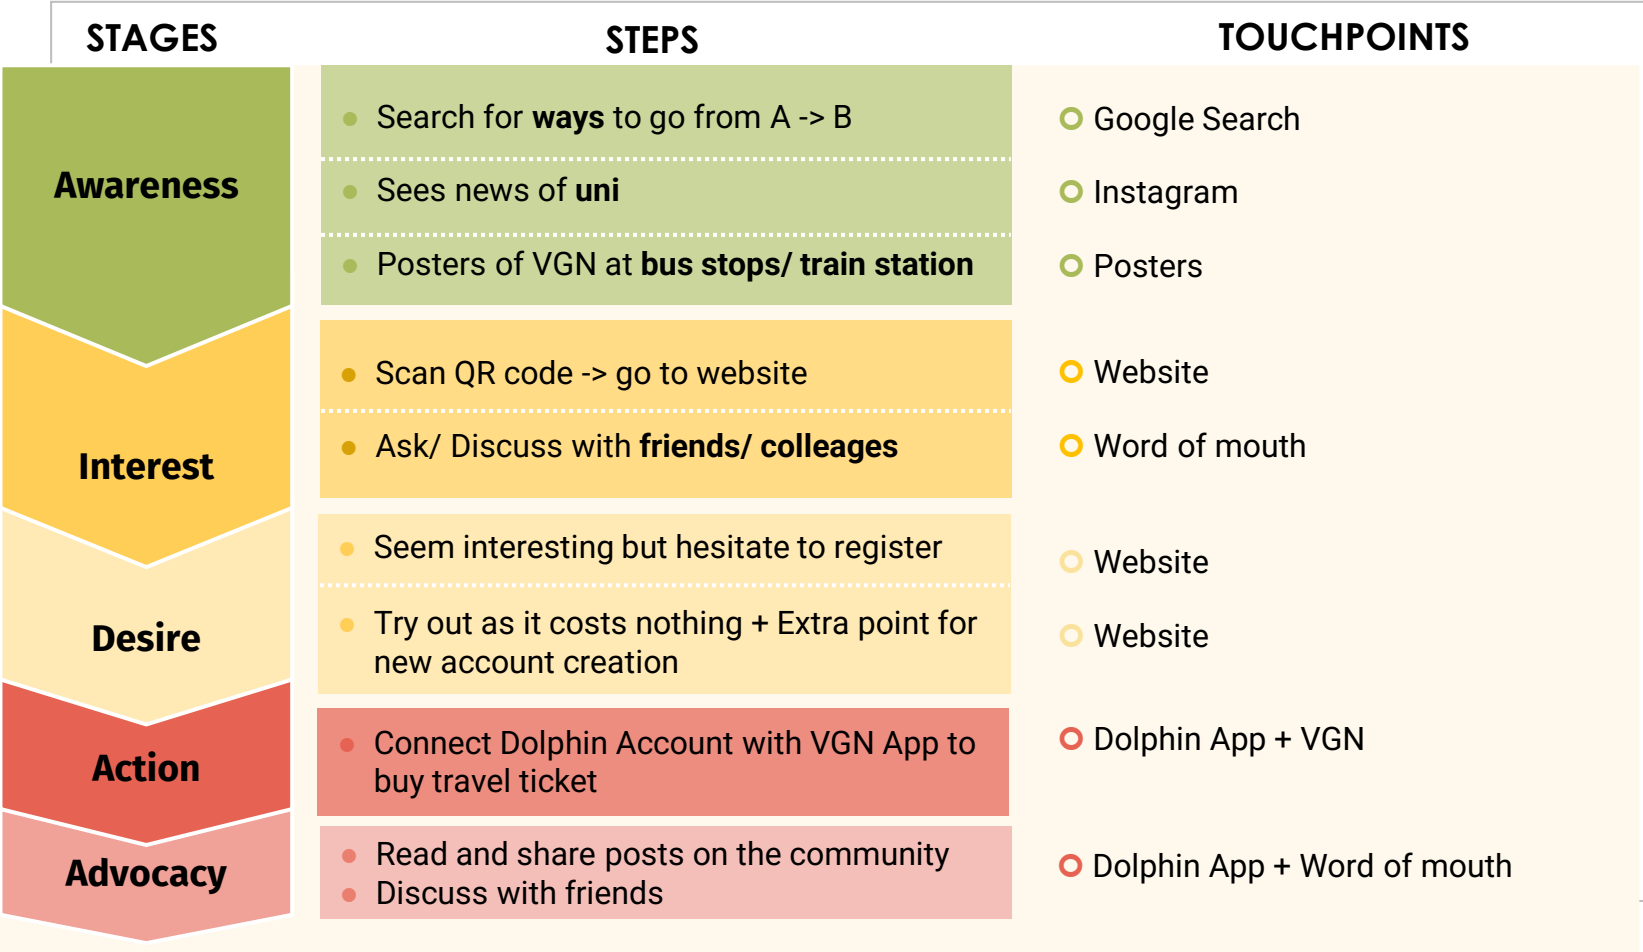 STAGES
STEPS
TOUCHPOINTS
Awareness
Search for ways to go from A -> B
Google Search
Sees news of uni
Instagram
Posters of VGN at bus stops/ train station
Posters
Interest
Scan QR code -> go to website
Website
Ask/ Discuss with friends/ colleages
Word of mouth
Desire
Seem interesting but hesitate to register
Website
Try out as it costs nothing + Extra point for
new account creation
Website
Action
Connect Dolphin Account with VGN App to
buy travel ticket
Dolphin App + VGN
Advocacy
Read and share posts on the community
Discuss with friends
Dolphin App + Word of mouth